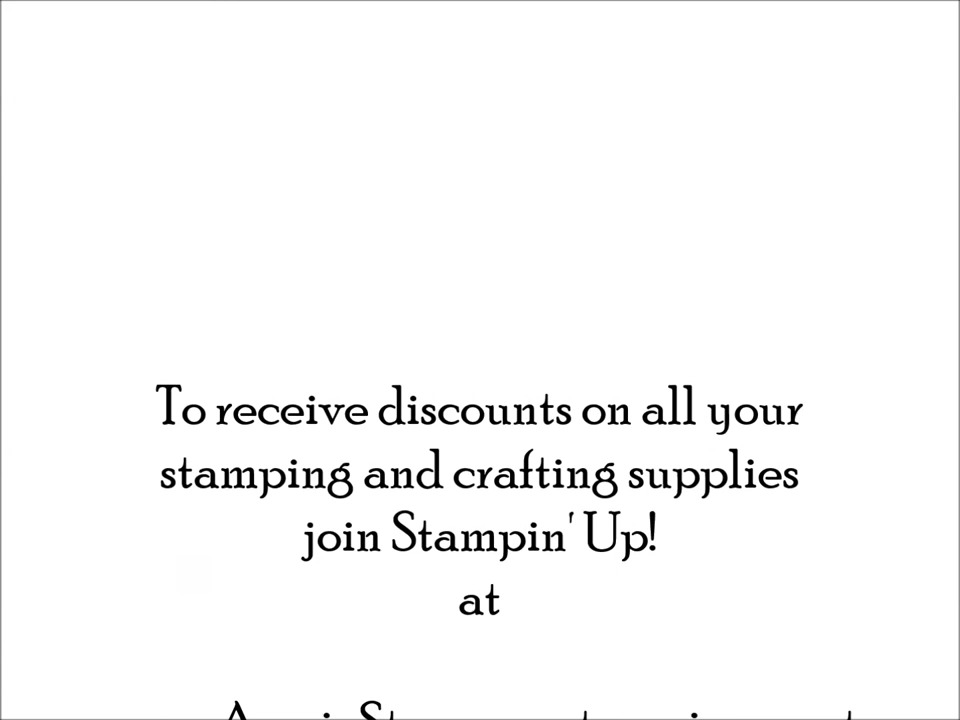 To receive discounts on all your
stamping and crafting supplies
join Stampin' Up!
at